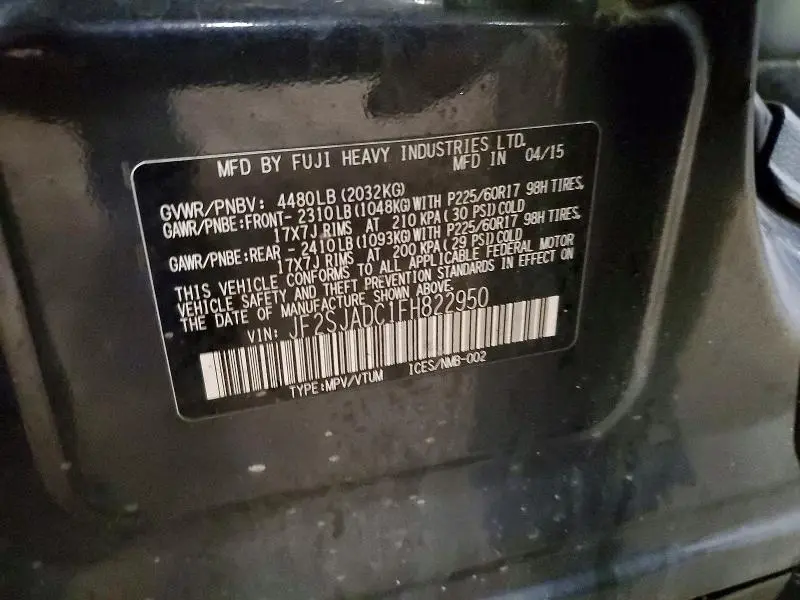 MFD BY FUJI HEAVY INDUSTRIES LTD.
MFD IN 04/15
GVWR/PNBV: 4480LB (2032KG)
GAWR/PNBE:FRONT- 2310LB (1048KG) WITH P225/60R17 98H TIRES,
17X7J RIMS AT 210 KPA (30 PSI) COLD
GAWR/PNBE:REAR - 2410LB (1093KG) WITH P225/60R17 98H TIRES,
17X7J RIMS AT 200 KPA (29 PSI) COLD
THIS VEHICLE CONFORMS TO ALL APPLICABLE FEDERAL MOTOR
VEHICLE SAFETY AND THEFT PREVENTION STANDARDS IN EFFECT ON
THE DATE OF MANUFACTURE SHOWN ABOVE.
VIN: JF2SJADC1FH822950
TYPE:MPV/VTUM ICES/NMB-002